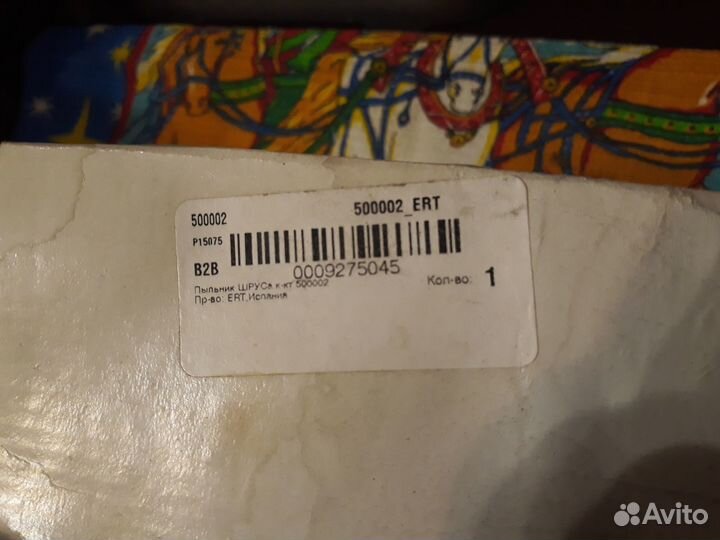 500002 500002_ERT
P15075
B2B 0009275045
Пыльник ШРУСа к-кт 500002
Пр-во: ERT,Испания
Кол-во: 1
Avito